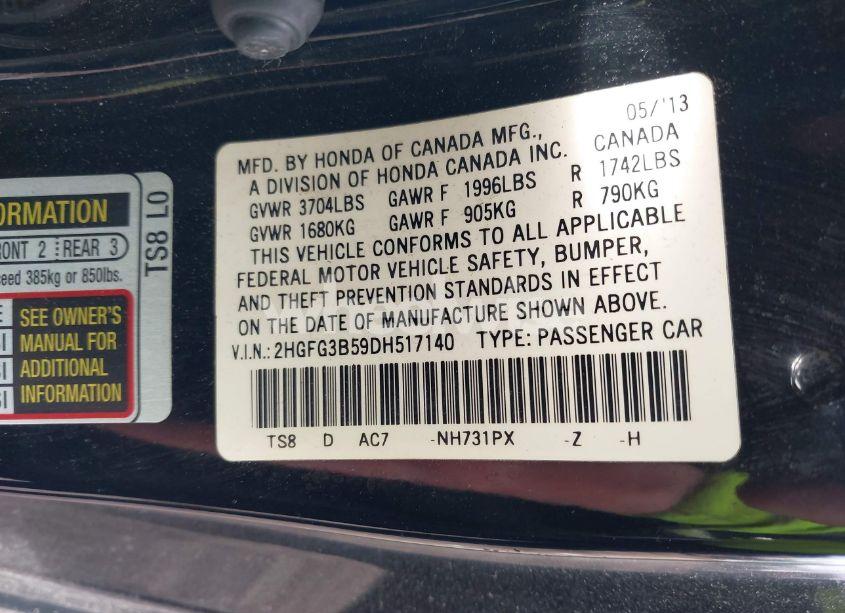 05/'13
MFD. BY HONDA OF CANADA MFG., CANADA
A DIVISION OF HONDA CANADA INC.
GVWR 3704LBS GAWR F 1996LBS R 1742LBS
GVWR 1680KG GAWR F 905KG R 790KG
THIS VEHICLE CONFORMS TO ALL APPLICABLE
FEDERAL MOTOR VEHICLE SAFETY, BUMPER,
AND THEFT PREVENTION STANDARDS IN EFFECT
ON THE DATE OF MANUFACTURE SHOWN ABOVE.
V.I.N.: 2HGFG3B59DH517140 TYPE: PASSENGER CAR
TS8 D AC7 -NH731PX -Z -H
TS8 L0
2 REAR 3
385kg or 850lbs.
SEE OWNER'S
MANUAL FOR
ADDITIONAL
INFORMATION